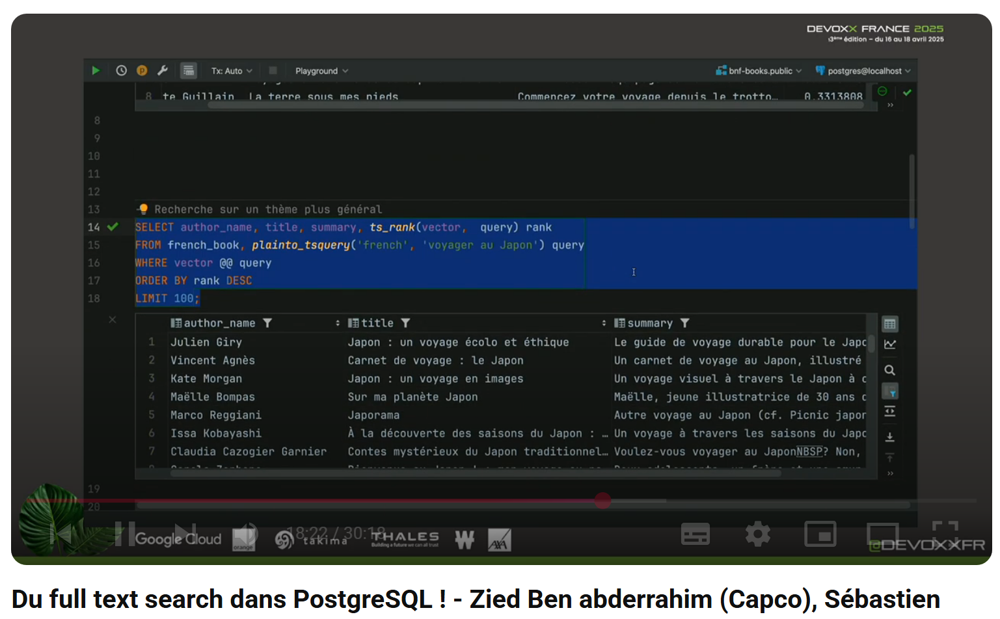 DEVOXX FRANCE 2025
13ème édition – du 16 au 18 avril 2025
Tx: Auto
Playground
bnf-books.public
postgres@localhost
8 te Guillain La terre sous mes pieds Commencez votre voyage depuis le trotto… 0.3313808
8
9
10
11
12
13 Recherche sur un thème plus général
14 SELECT author_name, title, summary, ts_rank(vector, query) rank
15 FROM french_book, plainto_tsquery('french', 'voyager au Japon') query
16 WHERE vector @@ query
17 ORDER BY rank DESC
18 LIMIT 100;
author_name title summary
1 Julien Giry Japon : un voyage écolo et éthique Le guide de voyage durable pour le Japo
2 Vincent Agnès Carnet de voyage : le Japon Un carnet de voyage au Japon, illustré
3 Kate Morgan Japon : un voyage en images Un voyage visuel à travers le Japon à
4 Maëlle Bompas Sur ma planète Japon Maëlle, jeune illustratrice de 30 ans
5 Marco Reggiani Japorama Autre voyage au Japon (cf. Picnic japon
6 Issa Kobayashi À la découverte des saisons du Japon : … Un voyage à travers les saisons du Japo
7 Claudia Cazogier Garnier Contes mystérieux du Japon traditionnel… Voulez-vous voyager au JaponNBSP? Non,
19
20
18:22 / 30:18
Google Cloud
orange
takima
THALES
Building a future we can all trust
W
AXA
@DEVOXXFR
Du full text search dans PostgreSQL ! - Zied Ben abderrahim (Capco), Sébastien